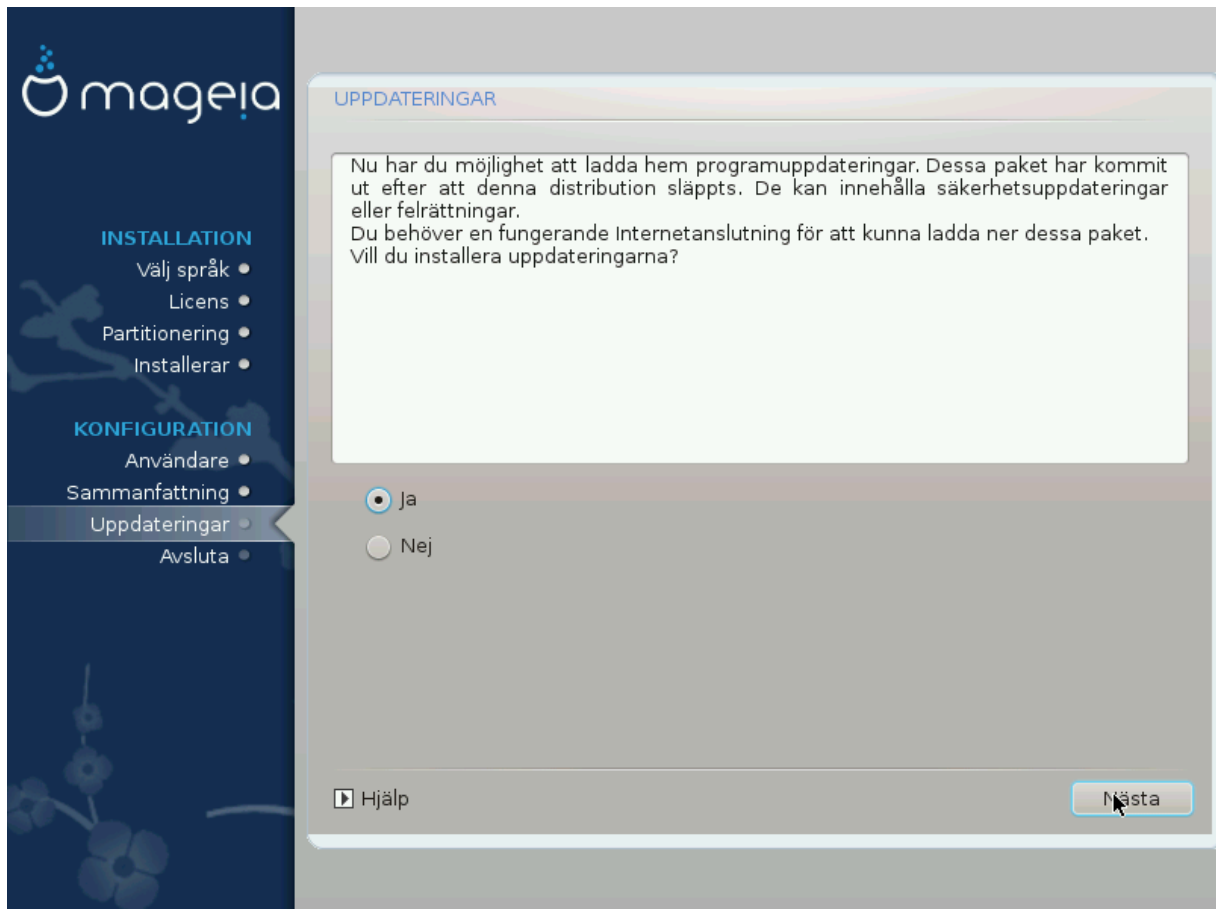 mageia
INSTALLATION
Välj språk
Licens
Partitionering
Installerar
KONFIGURATION
Användare
Sammanfattning
Uppdateringar
Avsluta
UPPDATERINGAR
Nu har du möjlighet att ladda hem programuppdateringar. Dessa paket har kommit
ut efter att denna distribution släppts. De kan innehålla säkerhetsuppdateringar
eller felrättningar.
Du behöver en fungerande Internetanslutning för att kunna ladda ner dessa paket.
Vill du installera uppdateringarna?
Ja
Nej
Hjälp
Nästa